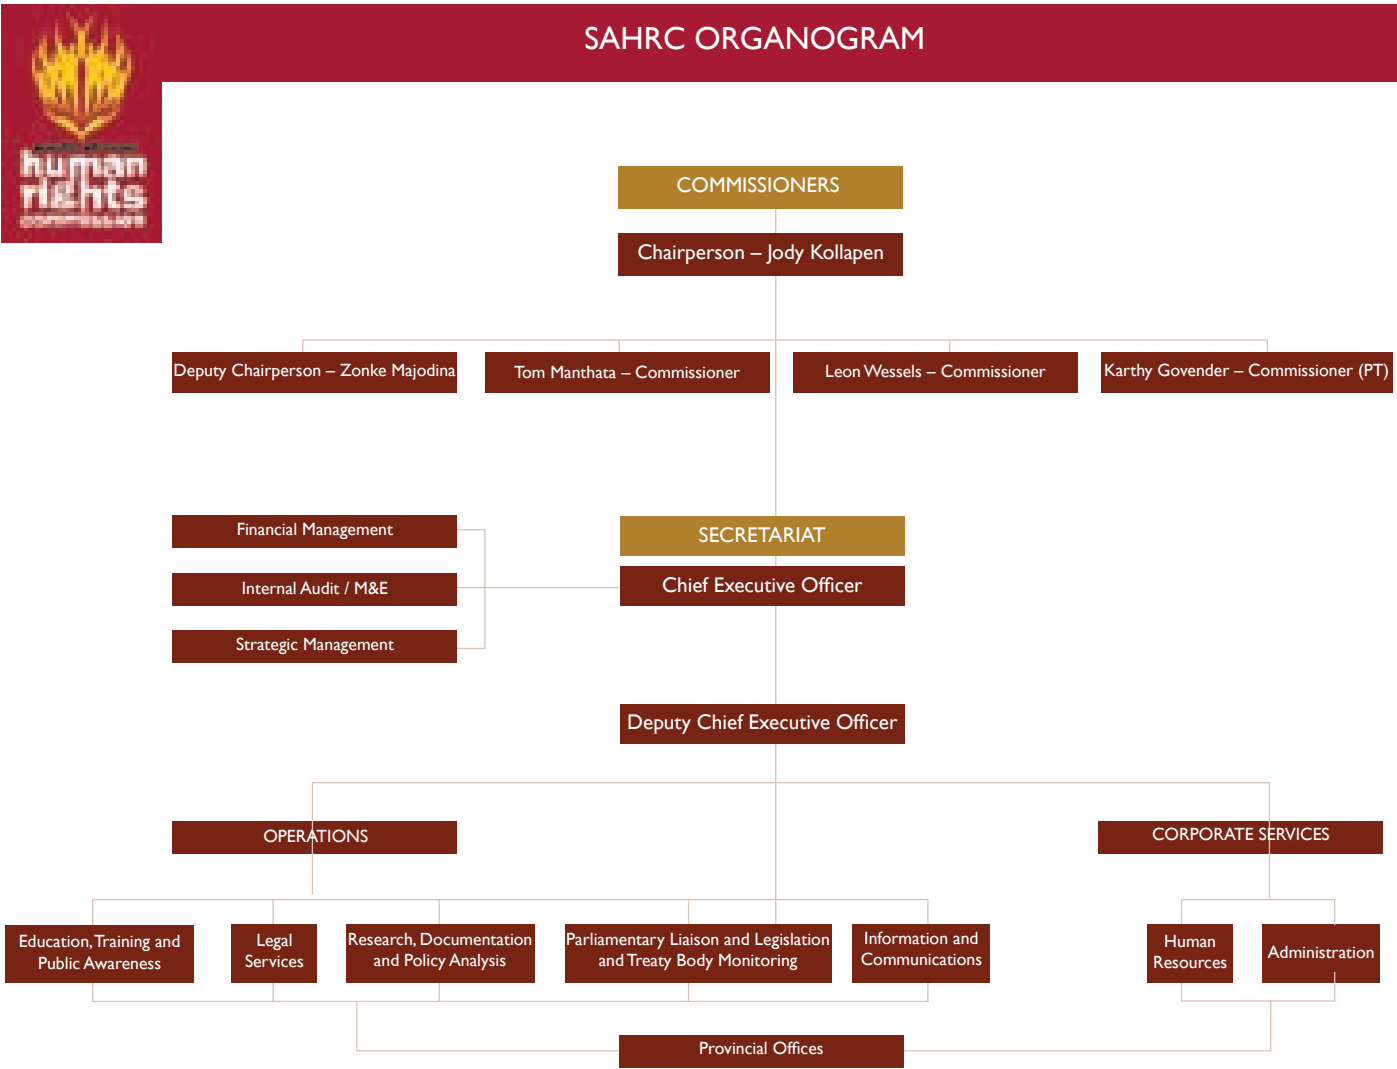 SAHRC ORGANOGRAM
human
rights
COMMISSION
COMMISSIONERS
Chairperson – Jody Kollapen
Deputy Chairperson – Zonke Majodina
Tom Manthata – Commissioner
Leon Wessels – Commissioner
Karthy Govender – Commissioner (PT)
Financial Management
Internal Audit / M&E
Strategic Management
SECRETARIAT
Chief Executive Officer
Deputy Chief Executive Officer
OPERATIONS
CORPORATE SERVICES
Education, Training and
Public Awareness
Legal
Services
Research, Documentation
and Policy Analysis
Parliamentary Liaison and Legislation
and Treaty Body Monitoring
Information and
Communications
Human
Resources
Administration
Provincial Offices